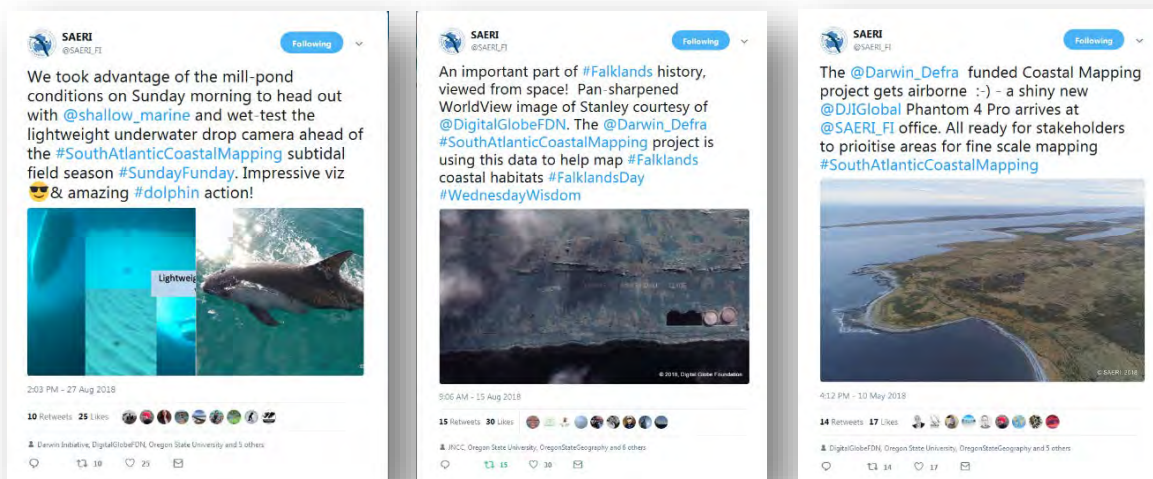 SAERI
@SAERI_FI
Following
We took advantage of the mill-pond
conditions on Sunday morning to head out
with @shallow_marine and wet-test the
lightweight underwater drop camera ahead of
the #SouthAtlanticCoastalMapping subtidal
field season #SundayFunday. Impressive viz
😎& amazing #dolphin action!
Lightweig
2:03 PM - 27 Aug 2018
10 Retweets 25 Likes
Darwin Initiative, DigitalGlobeFDN, Oregon State University and 5 others
10 25
SAERI
@SAERI_FI
Following
An important part of #Falklands history,
viewed from space! Pan-sharpened
WorldView image of Stanley courtesy of
@DigitalGlobeFDN. The @Darwin_Defra
#SouthAtlanticCoastalMapping project is
using this data to help map #Falklands
coastal habitats #FalklandsDay
#WednesdayWisdom
© 2018, Digital Globe Foundation
9:06 AM - 15 Aug 2018
15 Retweets 30 Likes
JNCC, Oregon State University, OregonStateGeography and 6 others
15 30
SAERI
@SAERI_FI
Following
The @Darwin_Defra funded Coastal Mapping
project gets airborne :-) - a shiny new
@DJIGlobal Phantom 4 Pro arrives at
@SAERI_FI office. All ready for stakeholders
to prioitise areas for fine scale mapping
#SouthAtlanticCoastalMapping
© SAERI 2018
4:12 PM - 10 May 2018
14 Retweets 17 Likes
DigitalGlobeFDN, Oregon State University, OregonStateGeography and 5 others
14 17